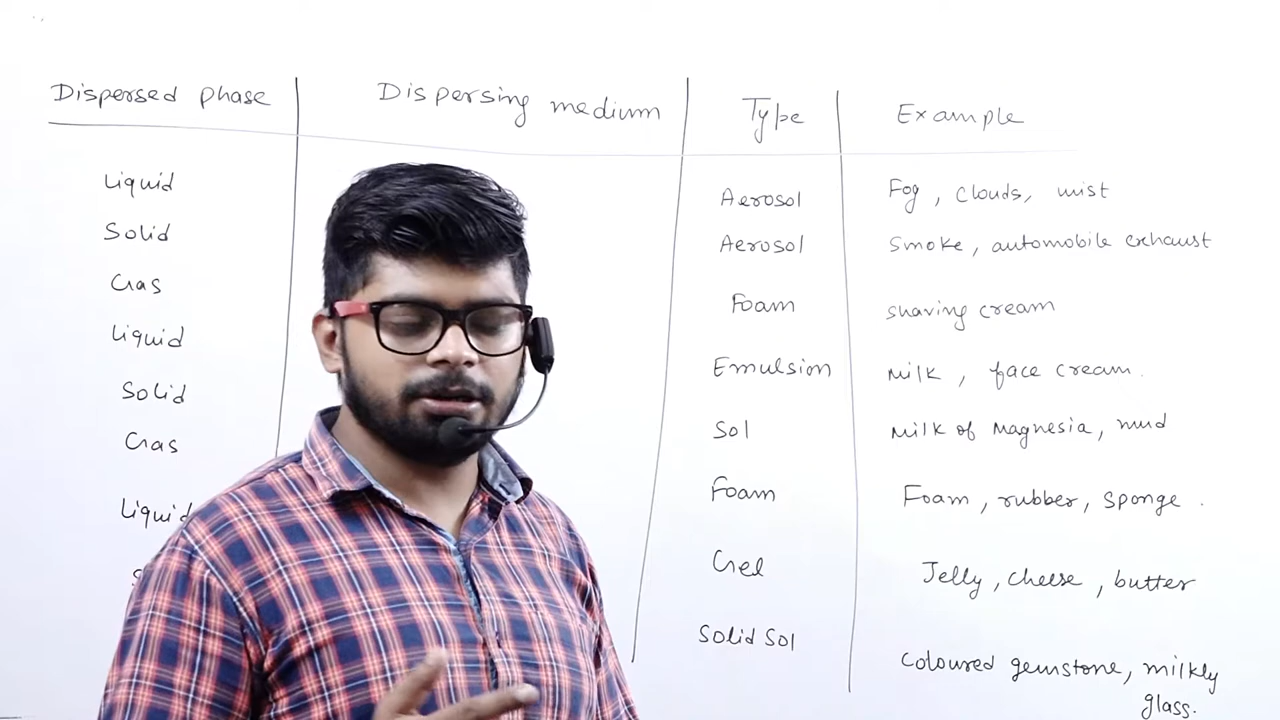 Dispersed phase Dispersing medium Type Example
Liquid Aerosol Fog, clouds, mist
Solid Aerosol Smoke, automobile exhaust
Gas Foam shaving cream
Liquid Emulsion Milk, face cream.
Solid Sol Milk of Magnesia, mud
Gas Foam Foam, rubber, sponge.
Liquid Gel Jelly, cheese, butter
Solid Sol coloured gemstone, milkly
glass.